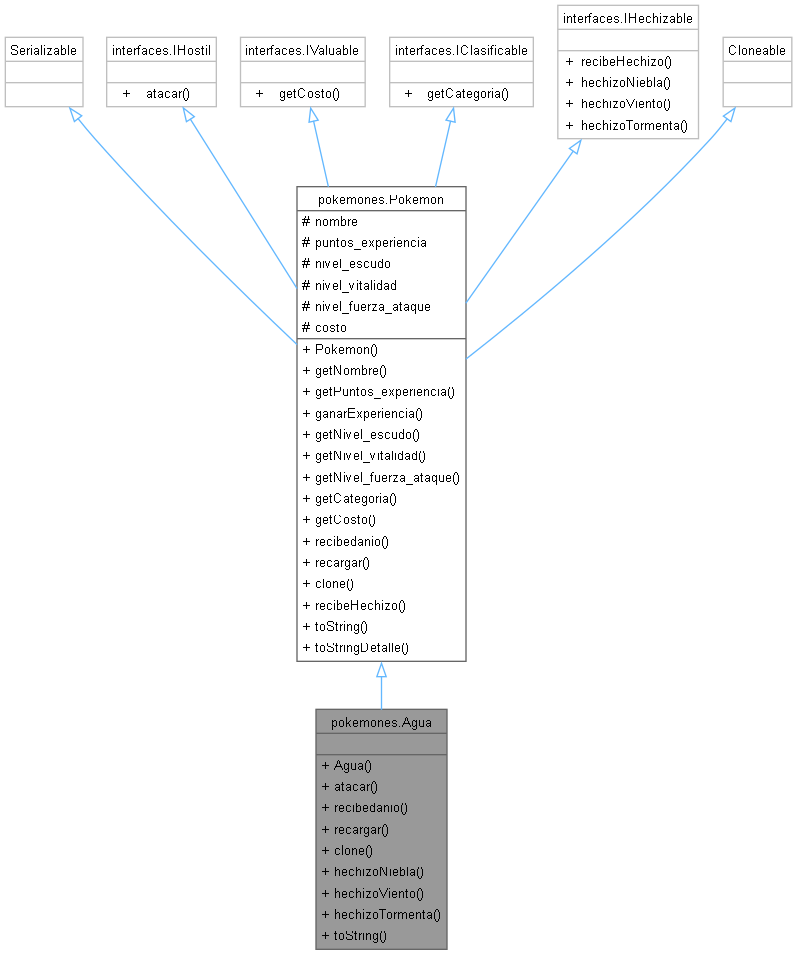 Serializable
interfaces.IHostil
+ atacar()
interfaces.IValuable
+ getCosto()
interfaces.IClasificable
+ getCategoria()
interfaces.IHechizable
+ recibeHechizo()
+ hechizoNiebla()
+ hechizoViento()
+ hechizoTormenta()
Cloneable
pokemones.Pokemon
# nombre
# puntos_experiencia
# nivel_escudo
# nivel_vitalidad
# nivel_fuerza_ataque
# costo
+ Pokemon()
+ getNombre()
+ getPuntos_experiencia()
+ ganarExperiencia()
+ getNivel_escudo()
+ getNivel_vitalidad()
+ getNivel_fuerza_ataque()
+ getCategoria()
+ getCosto()
+ recibedanio()
+ recargar()
+ clone()
+ recibeHechizo()
+ toString()
+ toStringDetalle()
pokemones.Agua
+ Agua()
+ atacar()
+ recibedanio()
+ recargar()
+ clone()
+ hechizoNiebla()
+ hechizoViento()
+ hechizoTormenta()
+ toString()